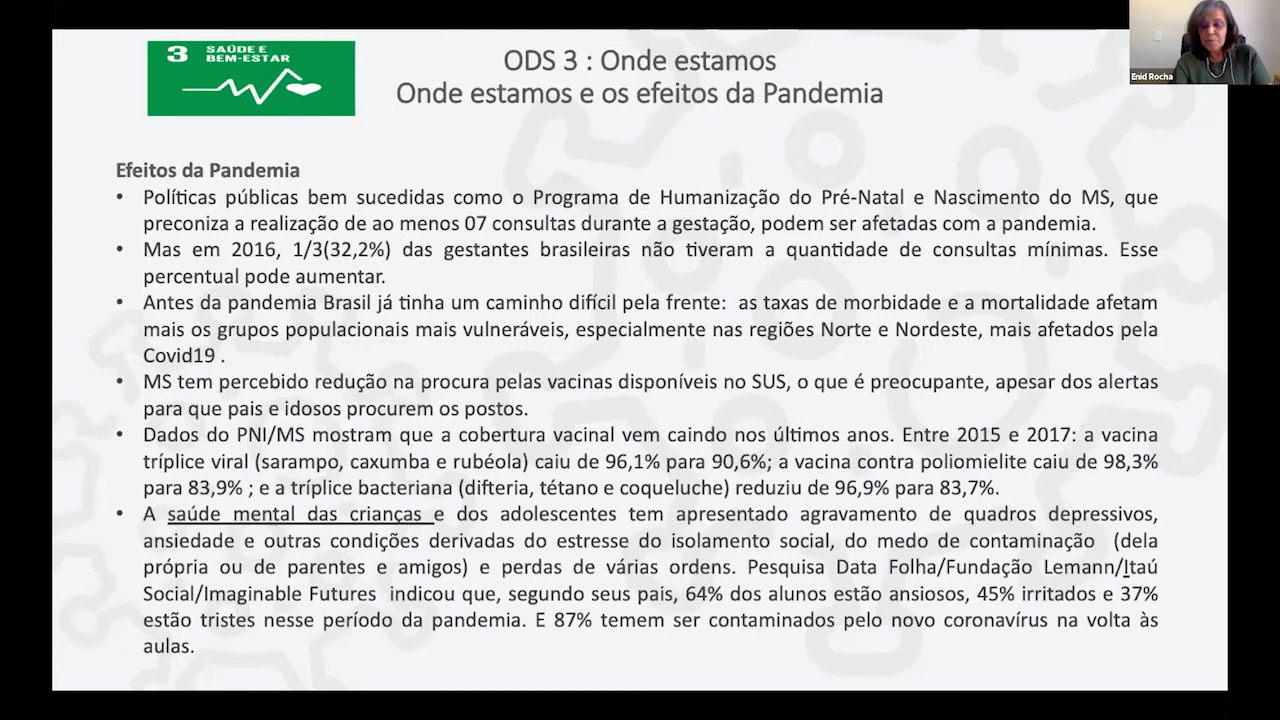 3 SAÚDE E
BEM-ESTAR
ODS 3 : Onde estamos
Onde estamos e os efeitos da Pandemia
Enid Rocha
Efeitos da Pandemia
• Políticas públicas bem sucedidas como o Programa de Humanização do Pré-Natal e Nascimento do MS, que
preconiza a realização de ao menos 07 consultas durante a gestação, podem ser afetadas com a pandemia.
• Mas em 2016, 1/3(32,2%) das gestantes brasileiras não tiveram a quantidade de consultas mínimas. Esse
percentual pode aumentar.
• Antes da pandemia Brasil já tinha um caminho difícil pela frente: as taxas de morbidade e a mortalidade afetam
mais os grupos populacionais mais vulneráveis, especialmente nas regiões Norte e Nordeste, mais afetados pela
Covid19 .
• MS tem percebido redução na procura pelas vacinas disponíveis no SUS, o que é preocupante, apesar dos alertas
para que pais e idosos procurem os postos.
• Dados do PNI/MS mostram que a cobertura vacinal vem caindo nos últimos anos. Entre 2015 e 2017: a vacina
tríplice viral (sarampo, caxumba e rubéola) caiu de 96,1% para 90,6%; a vacina contra poliomielite caiu de 98,3%
para 83,9% ; e a tríplice bacteriana (difteria, tétano e coqueluche) reduziu de 96,9% para 83,7%.
• A saúde mental das crianças e dos adolescentes tem apresentado agravamento de quadros depressivos,
ansiedade e outras condições derivadas do estresse do isolamento social, do medo de contaminação (dela
própria ou de parentes e amigos) e perdas de várias ordens. Pesquisa Data Folha/Fundação Lemann/Itaú
Social/Imaginable Futures indicou que, segundo seus pais, 64% dos alunos estão ansiosos, 45% irritados e 37%
estão tristes nesse período da pandemia. E 87% temem ser contaminados pelo novo coronavírus na volta às
aulas.